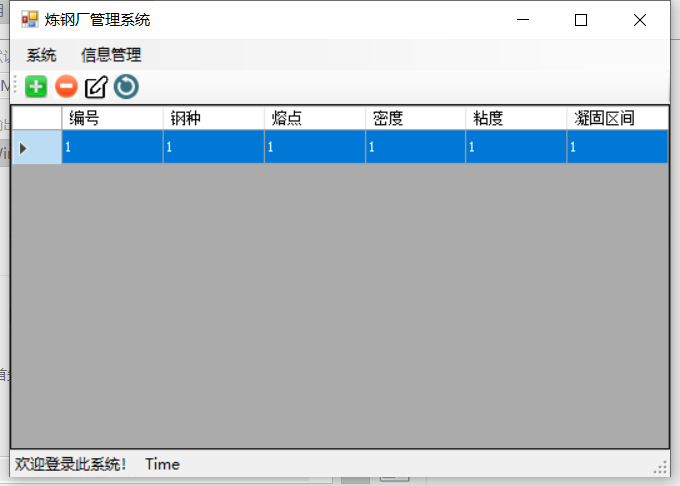 炼钢厂管理系统
系统 信息管理
编号 钢种 熔点 密度 粘度 凝固区间
1 1 1 1 1 1
欢迎登录此系统! Time